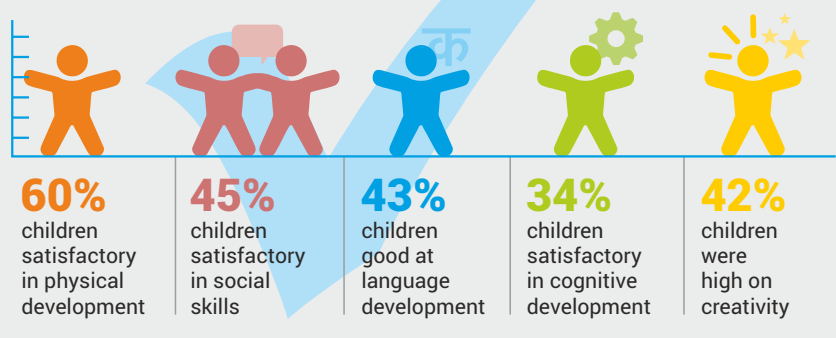 क
60%
children
satisfactory
in physical
development
45%
children
satisfactory
in social
skills
43%
children
good at
language
development
34%
children
satisfactory
in cognitive
development
42%
children
were
high on
creativity